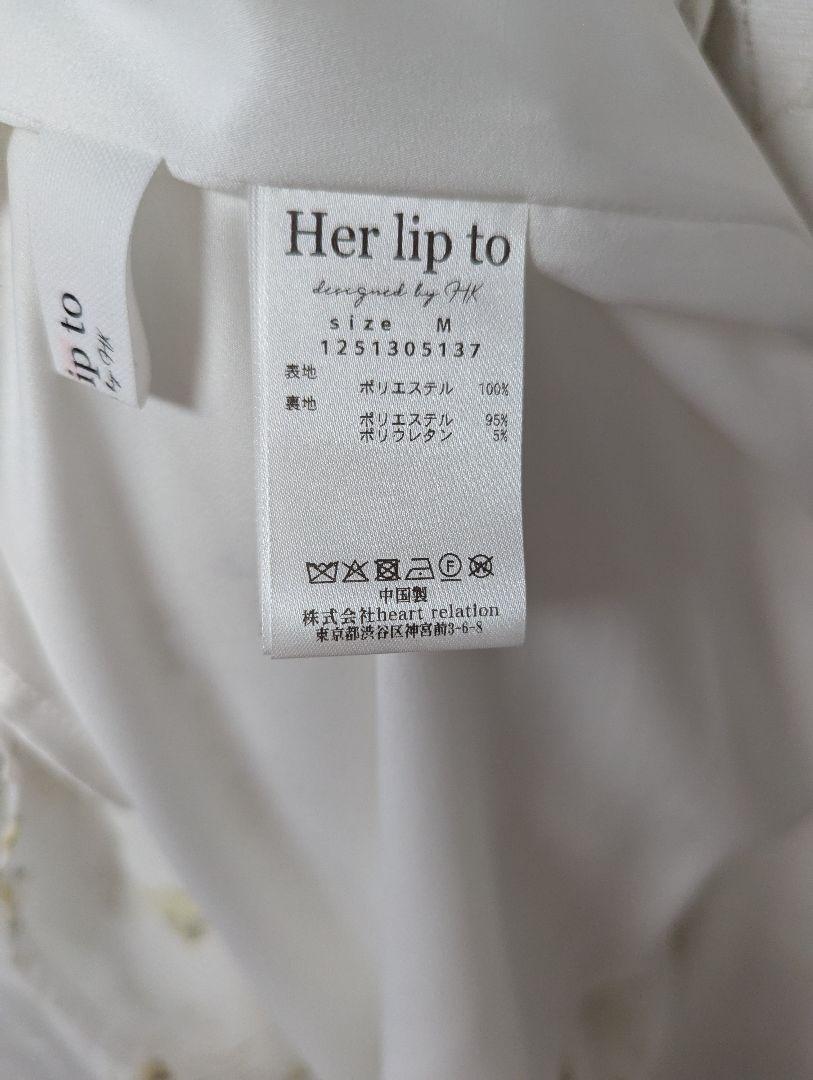 Her lip to
designed by HK
size M
1251305137
表地
ポリエステル 100%
裏地
ポリエステル 95%
ポリウレタン 5%
F
W
中国製
株式会社heart relation
東京都渋谷区神宮前3-6-8
ip to
by HK